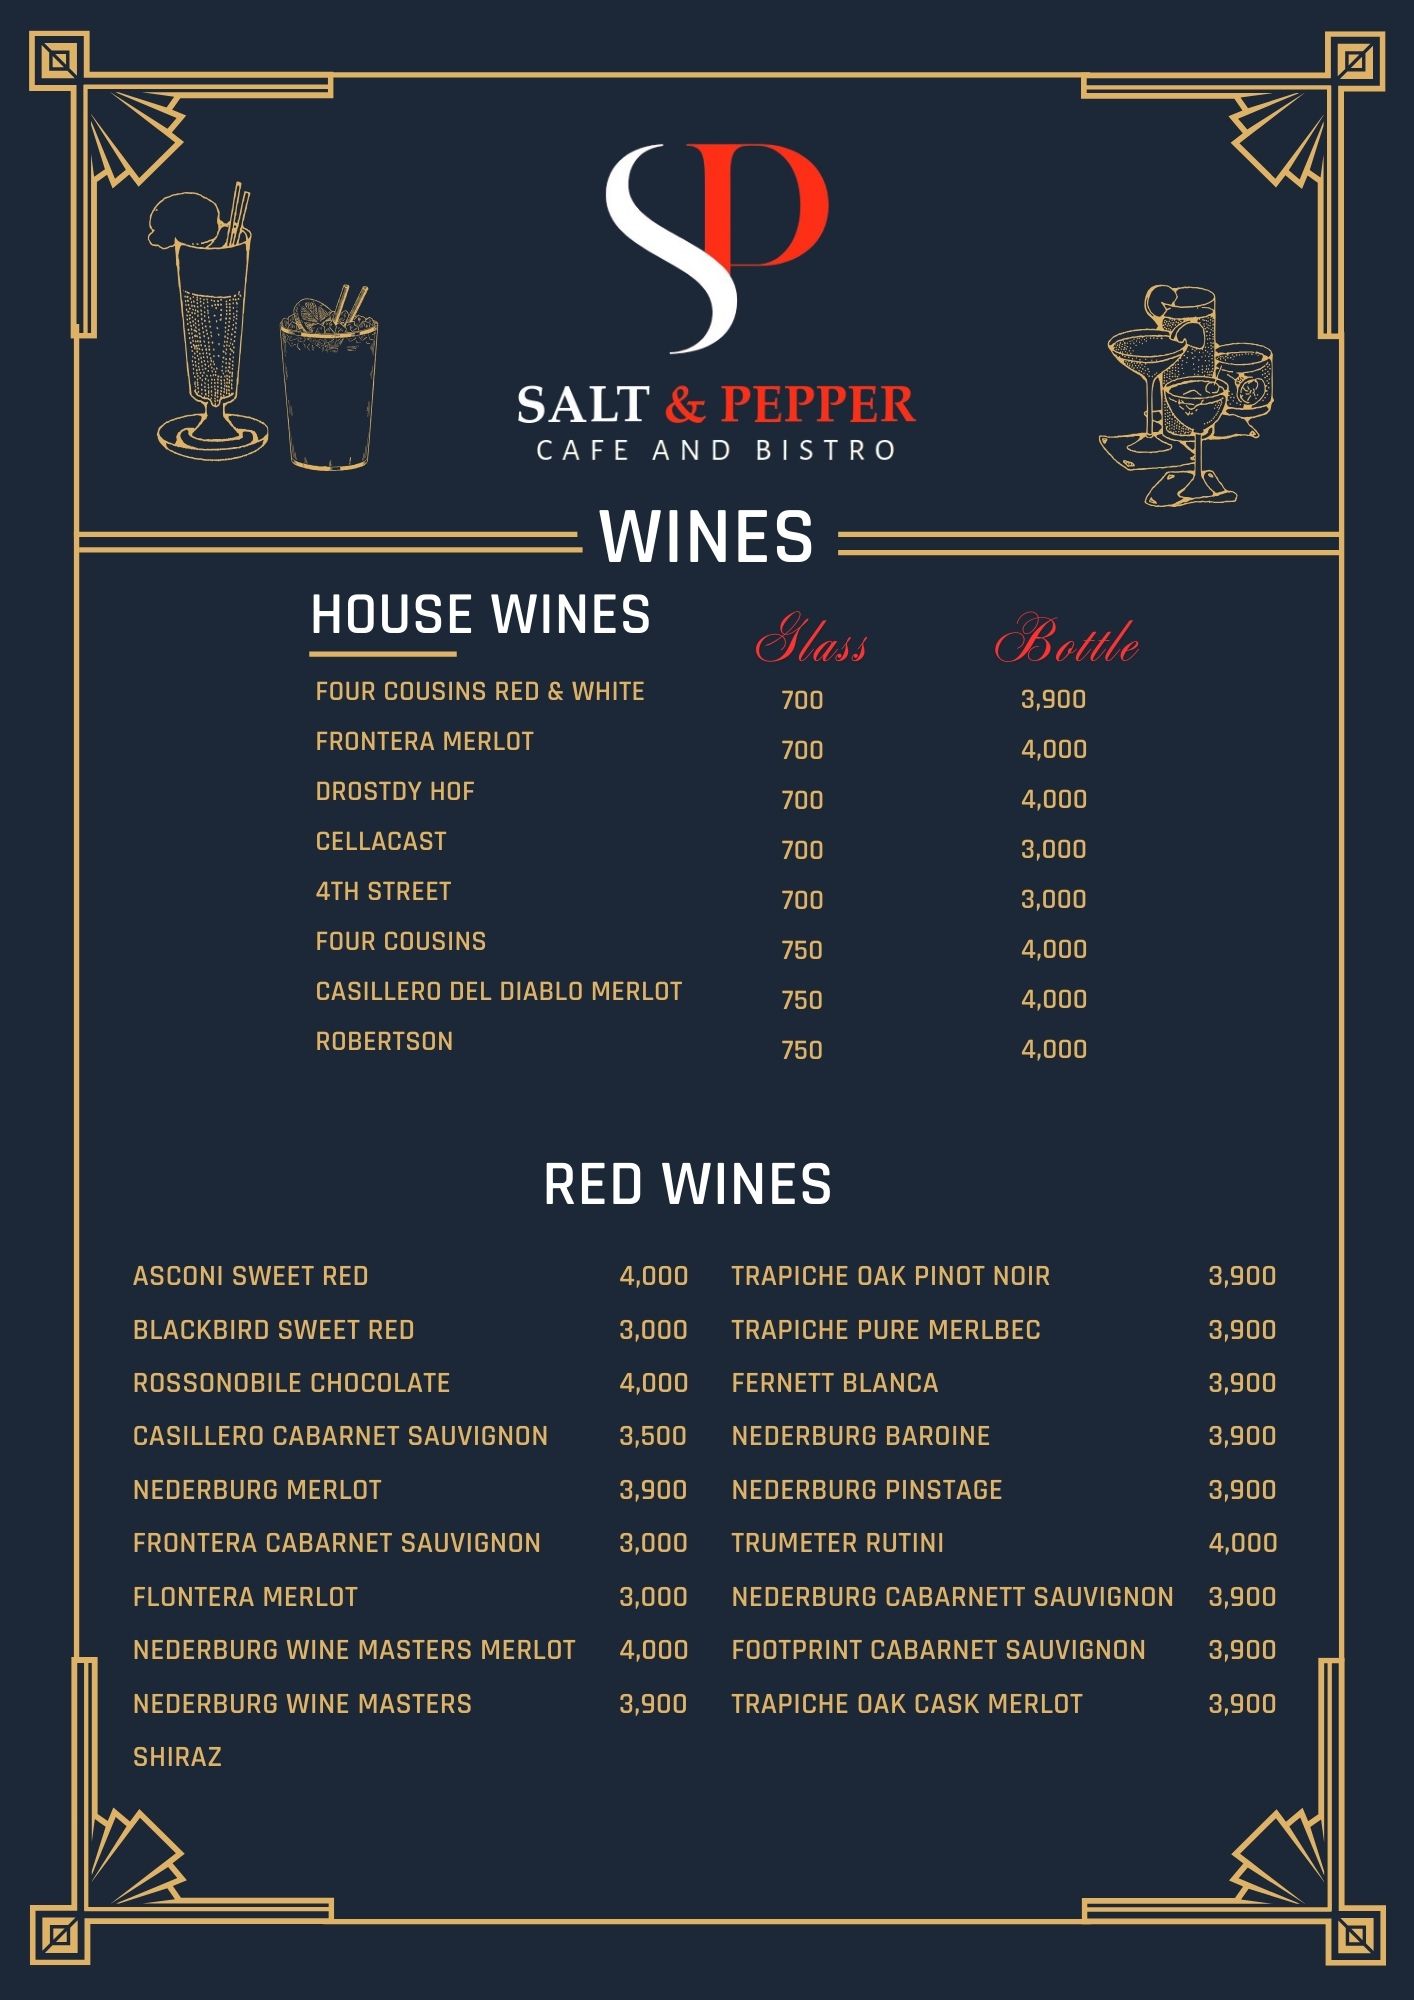 SP
SALT & PEPPER
CAFE AND BISTRO
WINES
HOUSE WINES Glass Bottle
FOUR COUSINS RED & WHITE 700 3,900
FRONTERA MERLOT 700 4,000
DROSTDY HOF 700 4,000
CELLACAST 700 3,000
4TH STREET 700 3,000
FOUR COUSINS 750 4,000
CASILLERO DEL DIABLO MERLOT 750 4,000
ROBERTSON 750 4,000
RED WINES
ASCONI SWEET RED 4,000 TRAPICHE OAK PINOT NOIR 3,900
BLACKBIRD SWEET RED 3,000 TRAPICHE PURE MERLBEC 3,900
ROSSONOBILE CHOCOLATE 4,000 FERNETT BLANCA 3,900
CASILLERO CABARNET SAUVIGNON 3,500 NEDERBURG BAROINE 3,900
NEDERBURG MERLOT 3,900 NEDERBURG PINSTAGE 3,900
FRONTERA CABARNET SAUVIGNON 3,000 TRUMETER RUTINI 4,000
FLONTERA MERLOT 3,000 NEDERBURG CABARNETT SAUVIGNON 3,900
NEDERBURG WINE MASTERS MERLOT 4,000 FOOTPRINT CABARNET SAUVIGNON 3,900
NEDERBURG WINE MASTERS 3,900 TRAPICHE OAK CASK MERLOT 3,900
SHIRAZ